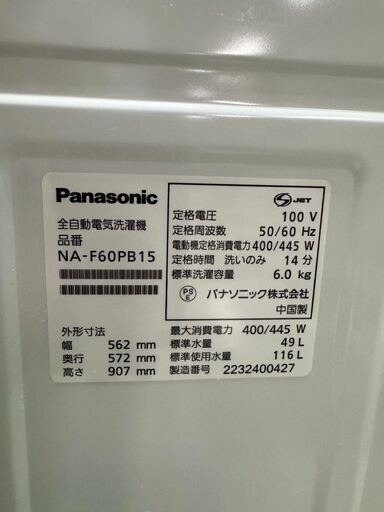 Panasonic
全自動電気洗濯機
品番
NA-F60PB15
外形寸法
幅 562 mm
奥行 572 mm
高さ 907 mm
S JET
定格電圧 100 V
定格周波数 50/60 Hz
電動機定格消費電力 400/445 W
定格時間 洗いのみ 14 分
標準洗濯容量 6.0 kg
PS E パナソニック株式会社
中国製
最大消費電力 400/445 W
標準水量 49 L
標準使用水量 116 L
製造番号 2232400427